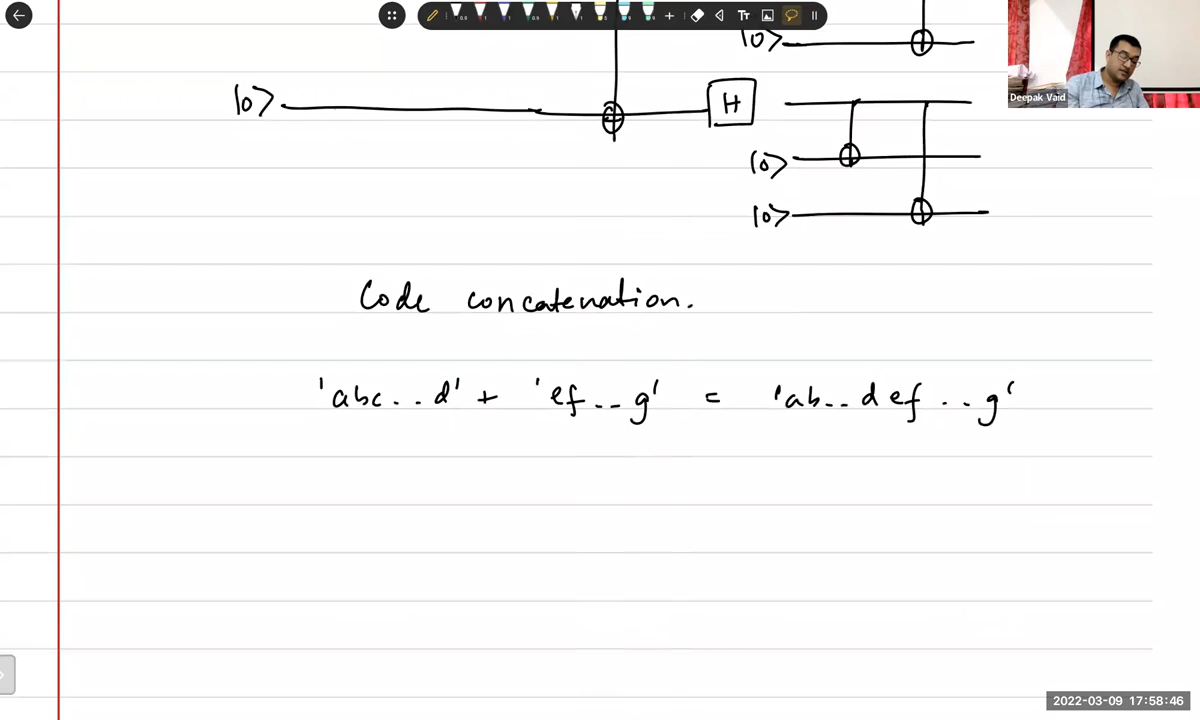 |0>
Deepak Vaid
|0>
H
|0>
|0>
Code concatenation.
'abc..d' + 'ef..g' = 'ab..def..g'
2022-03-09 17:58:46